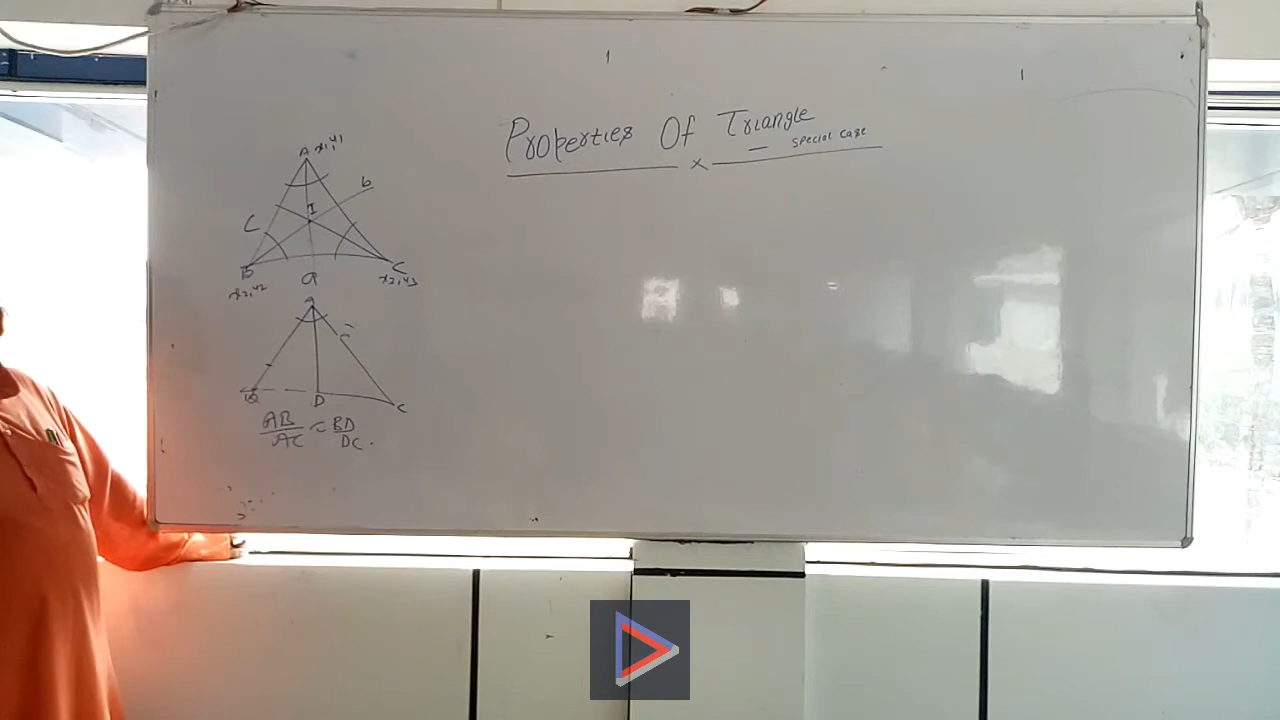 Properties Of Triangle
special case
A x1, y1
b
I
C
B
C
a
x2, y2
x3, y3
A
B
D
C
AB/AC = BD/DC.